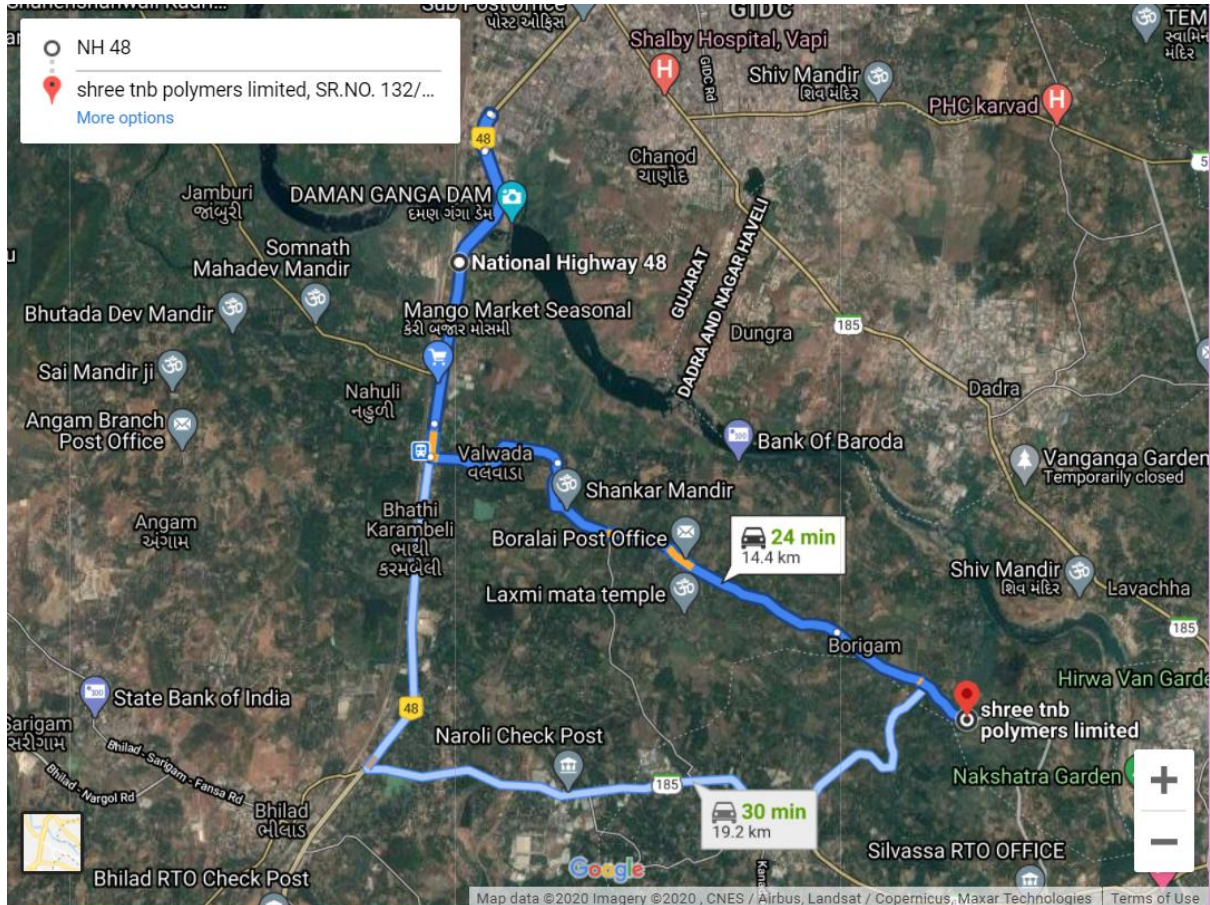 NH 48
shree tnb polymers limited, SR.NO. 132/...
More options
પોસ્ટ ઓફિસ
GIDC
TEM
મંદિર
Shalby Hospital, Vapi
GIDC Rd
Shiv Mandir
શિવ મંદિર
PHC karvad
48
Chanod
ચાણોદ
Jamburi
જાંબુરી
DAMAN GANGA DAM
દમણ ગંગા ડેમ
Somnath
Mahadev Mandir
National Highway 48
GUJARAT
DADRA AND NAGAR HAVELI
Bhutada Dev Mandir
Mango Market Seasonal
કેરી બજાર મોસમી
185
Dungra
Sai Mandir ji
Nahuli
નહુળી
Dadra
Angam Branch
Post Office
Bank Of Baroda
Valwada
વલવાડા
Vanganga Garden
Temporarily closed
Shankar Mandir
Angam
અંગામ
Bhathi
Karambeli
ભાથી
કરમબેલી
Boralai Post Office
24 min
14.4 km
Shiv Mandir
શિવ મંદિર
Lavachha
Laxmi mata temple
185
Borigam
Hirwa Van Garde
State Bank of India
48
shree tnb
polymers limited
Sarigam
સરીગામ
Naroli Check Post
Bhilad - Sarigam - Fansa Rd
Bhilad - Nargol Rd
185
Nakshatra Garden
+
30 min
19.2 km
Bhilad
ભીલાડ
−
Silvassa RTO OFFICE
Google
Bhilad RTO Check Post
Map data ©2020 Imagery ©2020 , CNES / Airbus, Landsat / Copernicus, Maxar Technologies
Terms of Use